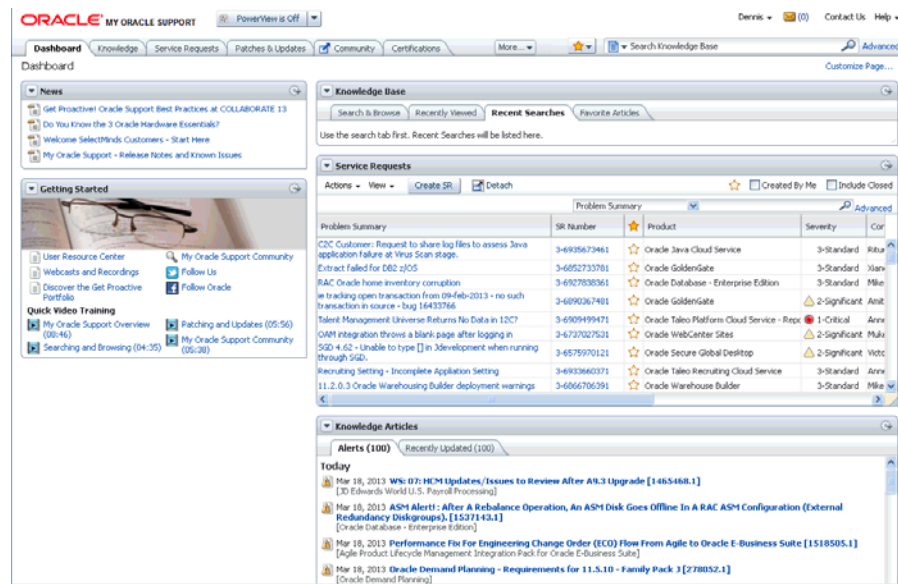 ORACLE MY ORACLE SUPPORT
PowerView is Off
Dennis
(0)
Contact Us
Help
Dashboard
Knowledge
Service Requests
Patches & Updates
Community
Certifications
More...
Search Knowledge Base
Advanced
Dashboard
Customize Page...
News
Get Proactive! Oracle Support Best Practices at COLLABORATE 13
Do You Know the 3 Oracle Hardware Essentials?
Welcome SelectMinds Customers - Start Here
My Oracle Support - Release Notes and Known Issues
Getting Started
User Resource Center
My Oracle Support Community
Webcasts and Recordings
Follow Us
Discover the Get Proactive
Portfolio
Follow Oracle
Quick Video Training
My Oracle Support Overview
(08:46)
Patching and Updates (05:56)
Searching and Browsing (04:35)
My Oracle Support Community
(05:38)
Knowledge Base
Search & Browse
Recently Viewed
Recent Searches
Favorite Articles
Use the search tab first. Recent Searches will be listed here.
Service Requests
Actions
View
Create SR
Detach
Created By Me
Include Closed
Problem Summary
Advanced
Problem Summary
SR Number
Product
Severity
Cor
C2C Customer: Request to share log files to assess Java
application failure at Virus Scan stage.
3-6935673461
Oracle Java Cloud Service
3-Standard
Ritu
Extract failed for DB2 z/OS
3-6852733781
Oracle GoldenGate
3-Standard
Xian
RAC Oracle home inventory corruption
3-6927838361
Oracle Database - Enterprise Edition
3-Standard
Mike
ie tracking open transaction from 09-feb-2013 - no such
transaction in source - bug 16433766
3-6890367481
Oracle GoldenGate
2-Significant
Amit
Talent Management Universe Returns No Data in 12C?
3-6909499471
Oracle Taleo Platform Cloud Service - Repo
1-Critical
Anne
OAM integration throws a blank page after logging in
3-6737027531
Oracle WebCenter Sites
2-Significant
Muka
SGD 4.62 - Unable to type [] in Jdevelopment when running
through SGD.
3-6575970121
Oracle Secure Global Desktop
2-Significant
Victo
Recruiting Setting - Incomplete Appliation Setting
3-6933660371
Oracle Taleo Recruiting Cloud Service
3-Standard
Anne
11.2.0.3 Oracle Warehousing Builder deployment warnings
3-6866706391
Oracle Warehouse Builder
3-Standard
Mike
Knowledge Articles
Alerts (100)
Recently Updated (100)
Today
Mar 18, 2013 WS: 07: HCM Updates/Issues to Review After A9.3 Upgrade [1465468.1]
[JD Edwards World U.S. Payroll Processing]
Mar 18, 2013 ASM Alert! : After A Rebalance Operation, An ASM Disk Goes Offline In A RAC ASM Configuration (External
Redundancy Diskgroups). [1537143.1]
[Oracle Database - Enterprise Edition]
Mar 18, 2013 Performance Fix For Engineering Change Order (ECO) Flow From Agile to Oracle E-Business Suite [1518505.1]
[Agile Product Lifecycle Management Integration Pack for Oracle E-Business Suite]
Mar 18, 2013 Oracle Demand Planning - Requirements for 11.5.10 - Family Pack J [278052.1]
[Oracle Demand Planning]